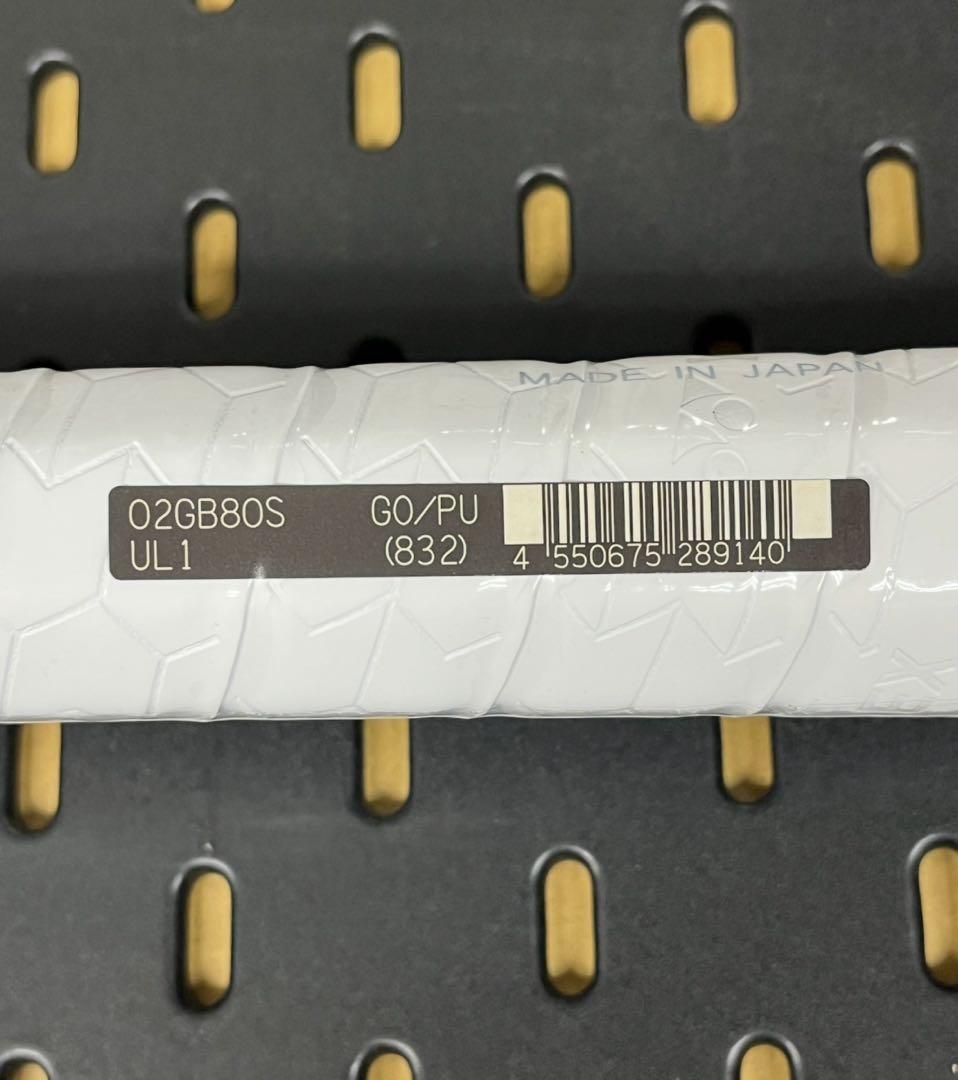 MADE IN JAPAN
02GB80S GO/PU
UL1 (832)
4 550675 289140